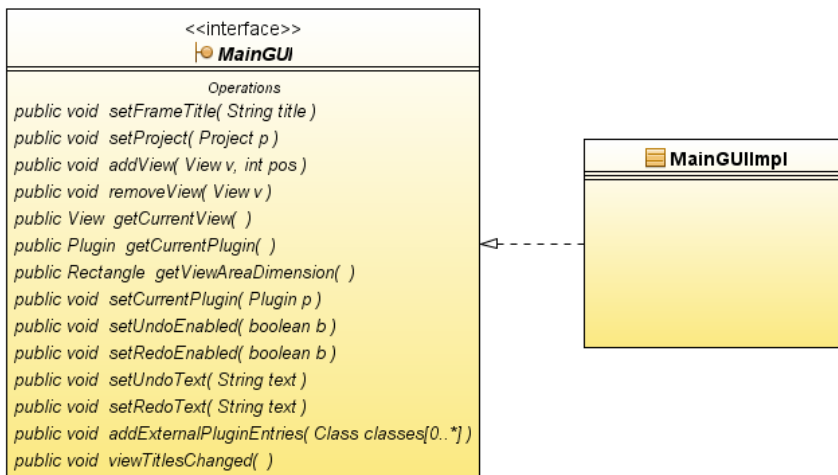 <<interface>>
MainGUI
Operations
public void setFrameTitle( String title )
public void setProject( Project p )
public void addView( View v, int pos )
public void removeView( View v )
public View getCurrentView( )
public Plugin getCurrentPlugin( )
public Rectangle getViewAreaDimension( )
public void setCurrentPlugin( Plugin p )
public void setUndoEnabled( boolean b )
public void setRedoEnabled( boolean b )
public void setUndoText( String text )
public void setRedoText( String text )
public void addExternalPluginEntries( Class classes[0..*] )
public void viewTitlesChanged( )
MainGUIImpl